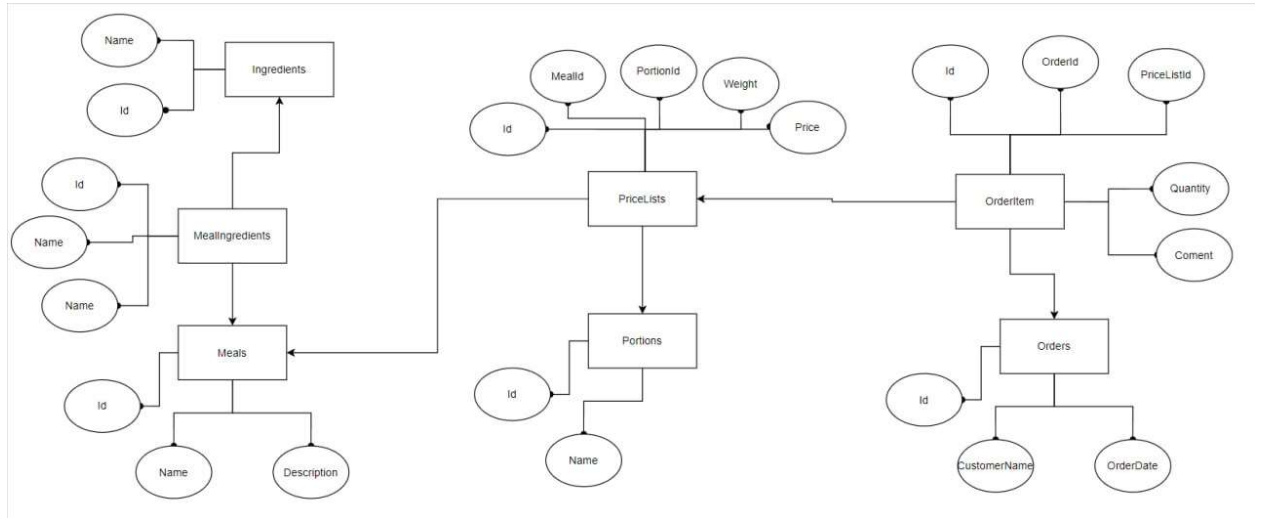 Name
Ingredients
Id
Id
Name
MealIngredients
Name
Meals
Id
Name
Description
MealId
PortionId
Weight
Id
Price
PriceLists
Portions
Id
Name
Id
OrderId
PriceListId
OrderItem
Quantity
Coment
Orders
Id
CustomerName
OrderDate